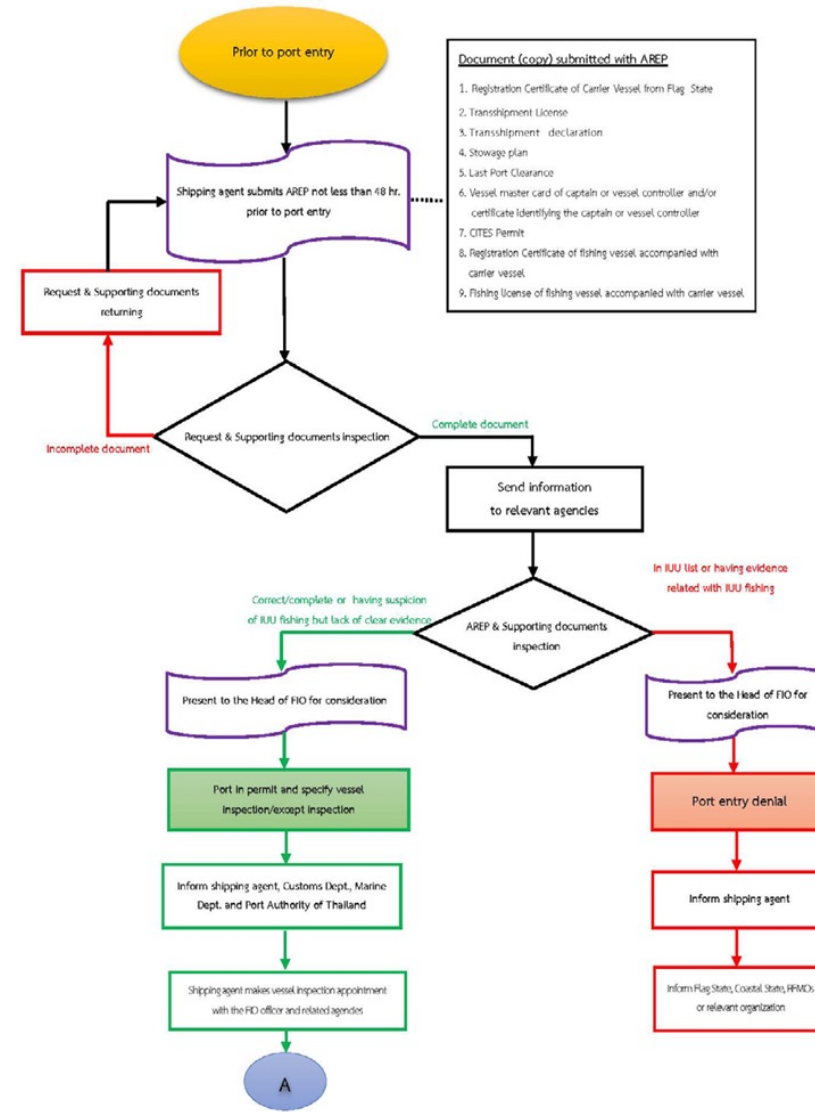 Prior to port entry
Document (copy) submitted with AREP
1. Registration Certificate of Carrier Vessel from Flag State
2. Transshipment License
3. Transshipment declaration
4. Stowage plan
5. Last Port Clearance
6. Vessel master card of captain or vessel controller and/or
certificate identifying the captain or vessel controller
7. CITES Permit
8. Registration Certificate of fishing vessel accompanied with
carrier vessel
9. Fishing license of fishing vessel accompanied with carrier vessel
Shipping agent submits AREP not less than 48 hr.
prior to port entry
Request & Supporting documents
returning
Incomplete document
Request & Supporting documents inspection
Complete document
Send information
to relevant agencies
Correct/complete or having suspicion
of IUU fishing but lack of clear evidence
AREP & Supporting documents
inspection
In IUU list or having evidence
related with IUU fishing
Present to the Head of FIO for consideration
Port in permit and specify vessel
inspection/except inspection
Inform shipping agent, Customs Dept., Marine
Dept. and Port Authority of Thailand
Shipping agent makes vessel inspection appointment
with the FIO officer and related agencies
A
Present to the Head of FIO for
consideration
Port entry denial
Inform shipping agent
Inform Flag State, Coastal State, RFMOs
or relevant organization